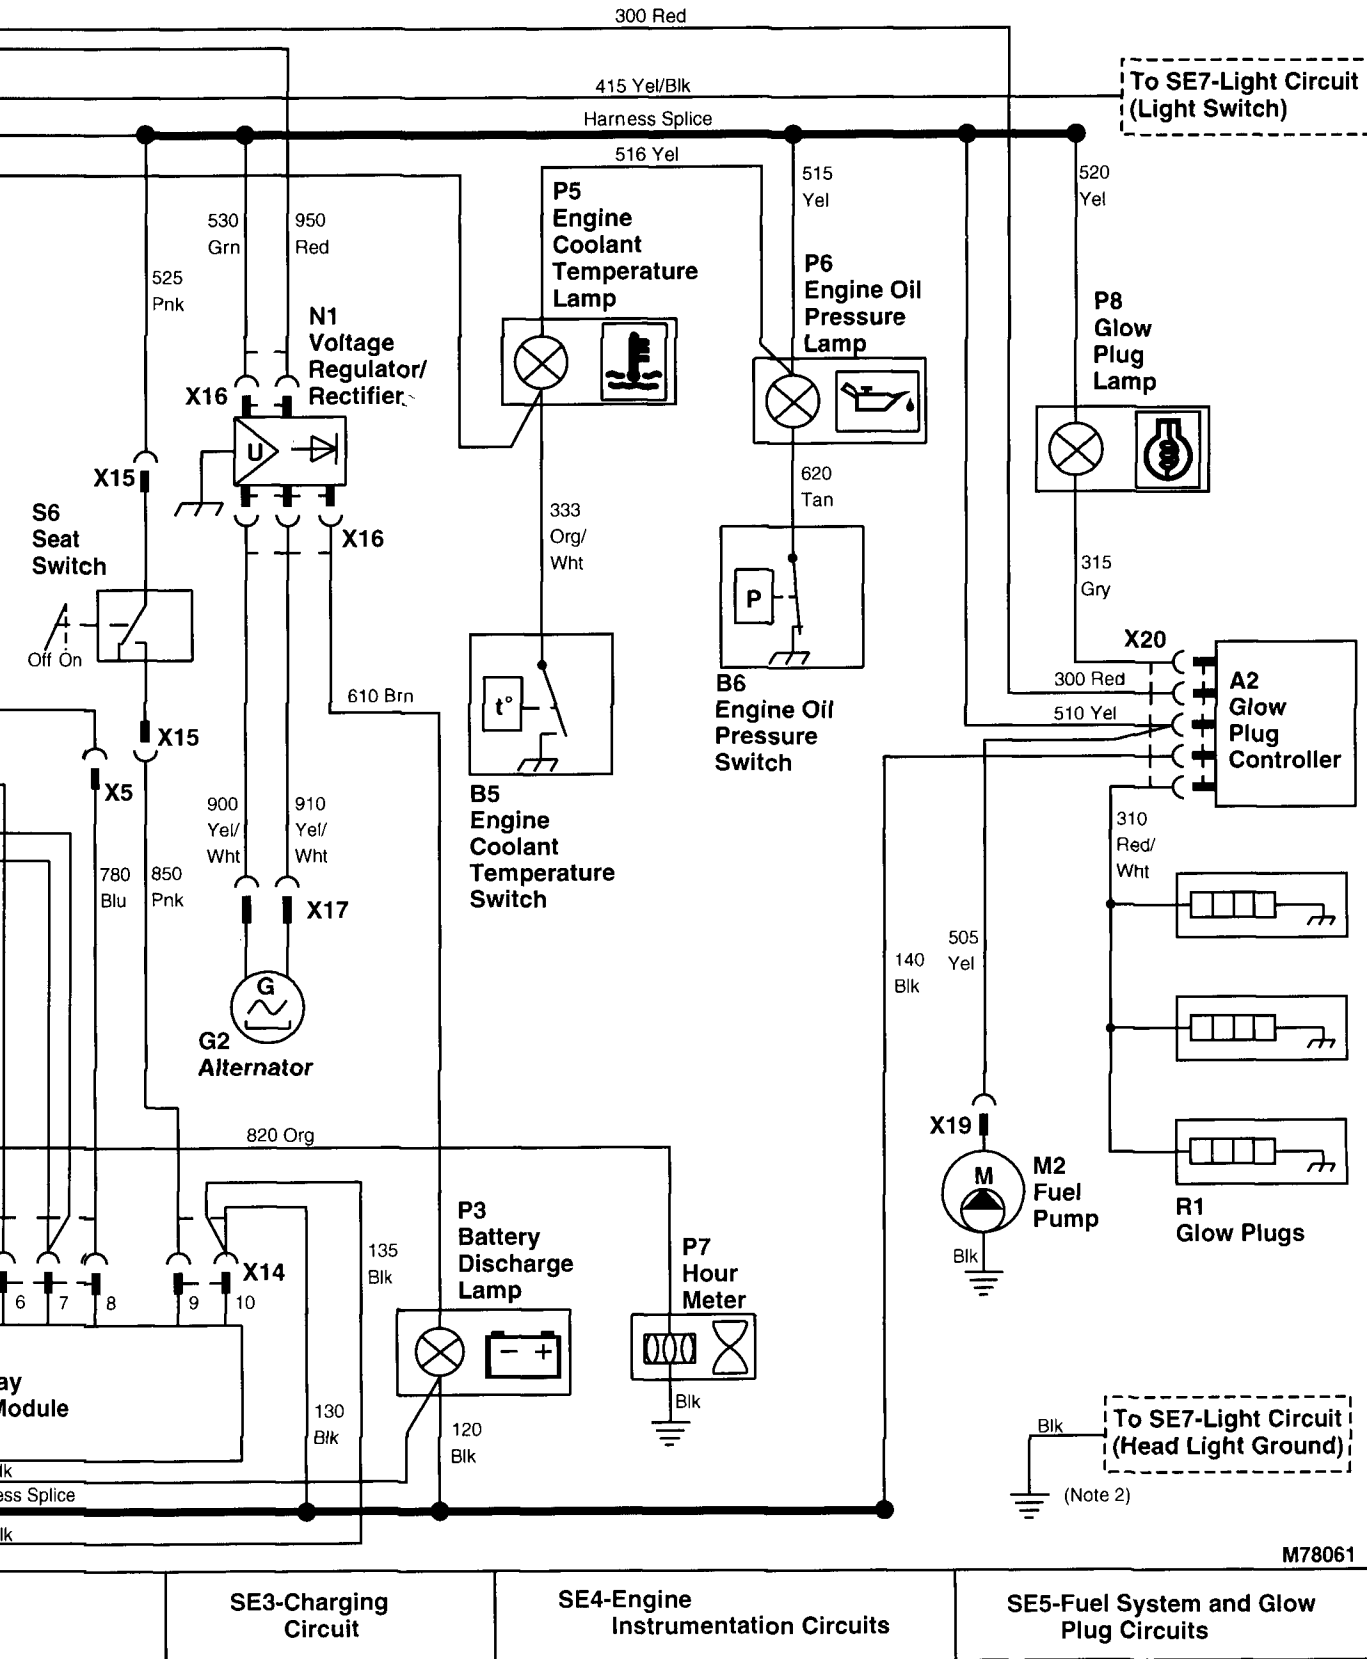 300 Red
415 Yel/Blk
To SE7-Light Circuit
(Light Switch)
Harness Splice
516 Yel
P5
Engine
Coolant
Temperature
Lamp
515
Yel
520
Yel
530
Grn
950
Red
525
Pnk
P6
Engine Oil
Pressure
Lamp
P8
Glow
Plug
Lamp
N1
Voltage
Regulator/
Rectifier
X16
U
X15
620
Tan
S6
Seat
Switch
333
Org/
Wht
X16
315
Gry
P
X20
Off On
B6
Engine Oil
Pressure
Switch
300 Red
A2
Glow
Plug
Controller
610 Brn
t°
510 Yel
X15
X5
B5
Engine
Coolant
Temperature
Switch
900
Yel/
Wht
910
Yel/
Wht
310
Red/
Wht
780
Blu
850
Pnk
X17
505
Yel
140
Blk
G
G2
Alternator
X19
820 Org
M
M2
Fuel
Pump
R1
Glow Plugs
P3
Battery
Discharge
Lamp
P7
Hour
Meter
135
Blk
Blk
X14
6 7 8 9 10
- +
ay
Module
130
Blk
120
Blk
Blk
Blk
To SE7-Light Circuit
(Head Light Ground)
lk
ess Splice
(Note 2)
lk
M78061
SE3-Charging
Circuit
SE4-Engine
Instrumentation Circuits
SE5-Fuel System and Glow
Plug Circuits